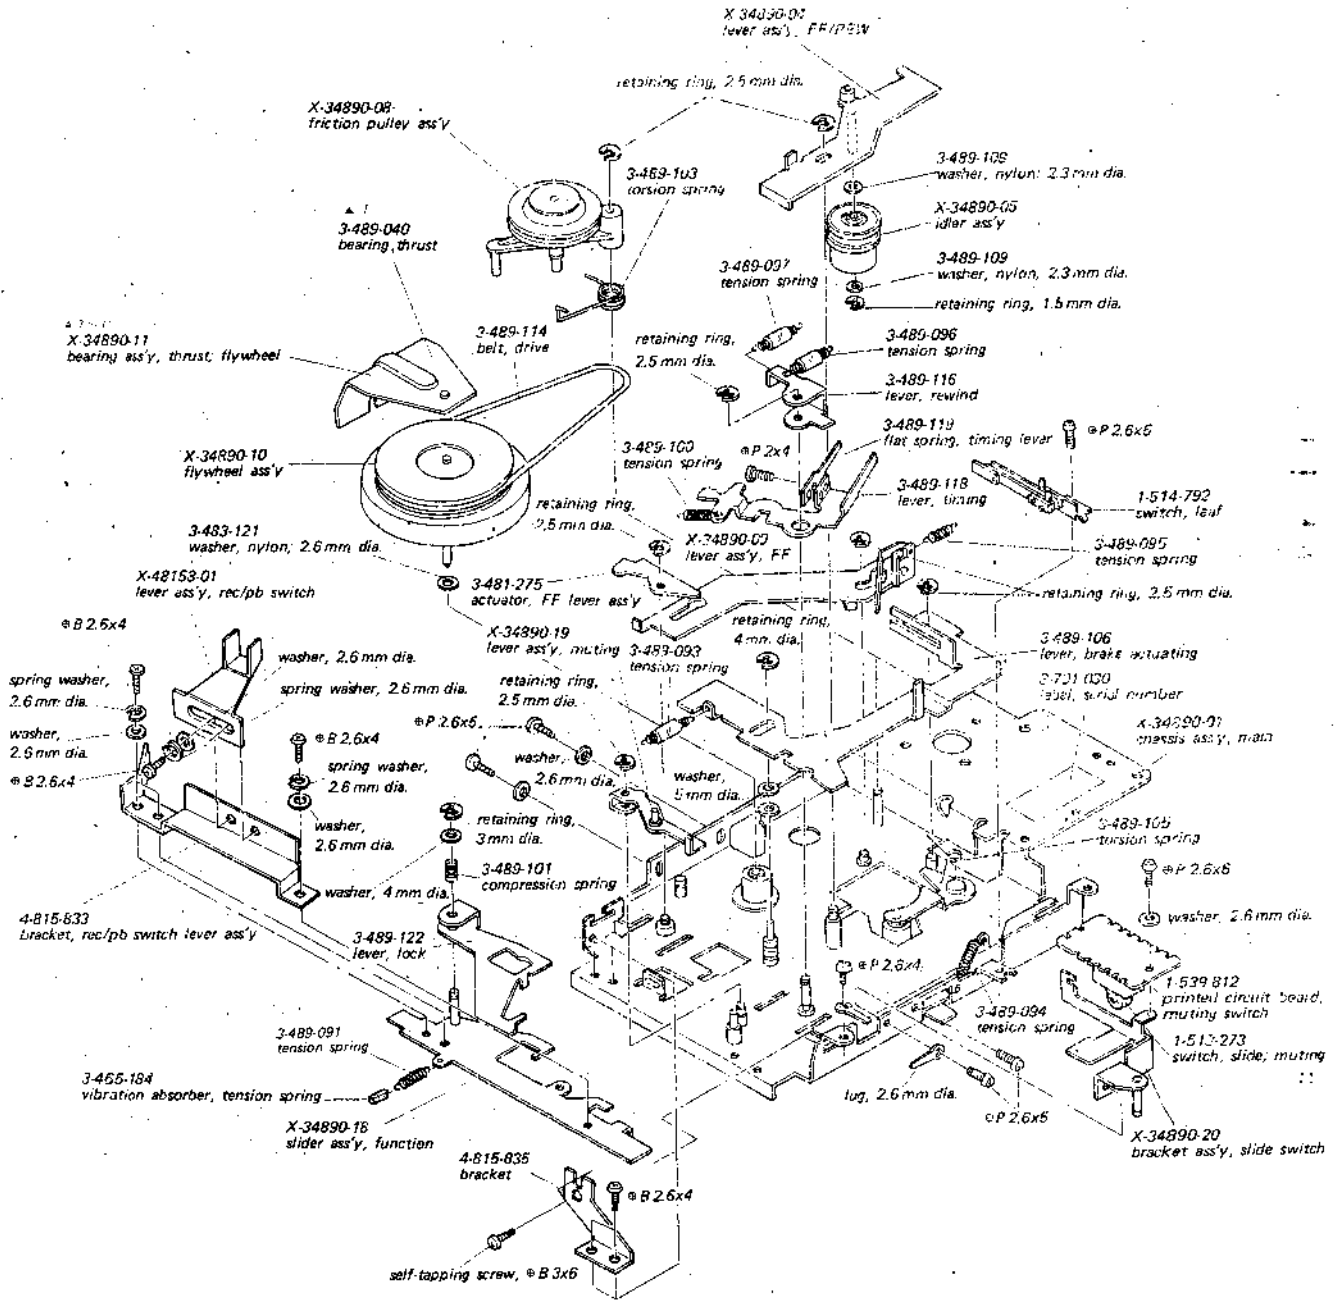 X-34890-04
lever ass'y, FF/REW
retaining ring, 2.5 mm dia.
X-34890-08
friction pulley ass'y
3-489-103
torsion spring
3-489-109
washer, nylon; 2.3 mm dia.
X-34890-05
idler ass'y
3-489-109
washer, nylon, 2.3 mm dia.
retaining ring, 1.5 mm dia.
▲ 1
3-489-040
bearing, thrust
3-489-097
tension spring
X-34890-11
bearing ass'y, thrust; flywheel
3-489-114
belt, drive
retaining ring,
2.5 mm dia.
3-489-096
tension spring
3-489-116
lever, rewind
3-489-119
flat spring, timing lever
⊕P 2.6x6
3-489-100
tension spring
⊕P 2x4
X-34890-10
flywheel ass'y
3-489-118
lever, timing
1-514-792
switch, leaf
retaining ring,
2.5 mm dia.
3-483-121
washer, nylon; 2.6 mm dia.
X-34890-09
lever ass'y, FF
3-489-095
tension spring
X-48153-01
lever ass'y, rec/pb switch
3-481-275
actuator, FF lever ass'y
retaining ring, 2.5 mm dia.
⊕B 2.6x4
X-34890-19
lever ass'y, muting
3-489-093
tension spring
retaining ring,
4 mm dia.
3-489-106
lever, brake actuating
washer, 2.6 mm dia.
spring washer,
2.6 mm dia.
spring washer, 2.6 mm dia.
retaining ring,
2.5 mm dia.
3-701-030
label, serial number
⊕P 2.6x5
X-34890-01
chassis ass'y, main
washer,
2.6 mm dia.
⊕B 2.6x4
⊕B 2.6x4
spring washer,
2.6 mm dia.
washer,
2.6 mm dia.
washer,
5 mm dia.
washer,
2.6 mm dia.
retaining ring,
3 mm dia.
3-489-105
torsion spring
3-489-101
compression spring
⊕P 2.6x6
washer, 4 mm dia.
4-815-833
bracket, rec/pb switch lever ass'y
washer, 2.6 mm dia.
3-489-122
lever, lock
⊕P 2.6x4
1-539-812
printed circuit board,
muting switch
3-489-091
tension spring
3-489-094
tension spring
1-513-273
switch, slide; muting
3-465-184
vibration absorber, tension spring
lug, 2.6 mm dia.
⊕P 2.6x5
X-34890-18
slider ass'y, function
X-34890-20
bracket ass'y, slide switch
4-815-835
bracket
⊕B 2.6x4
self-tapping screw, ⊕B 3x6